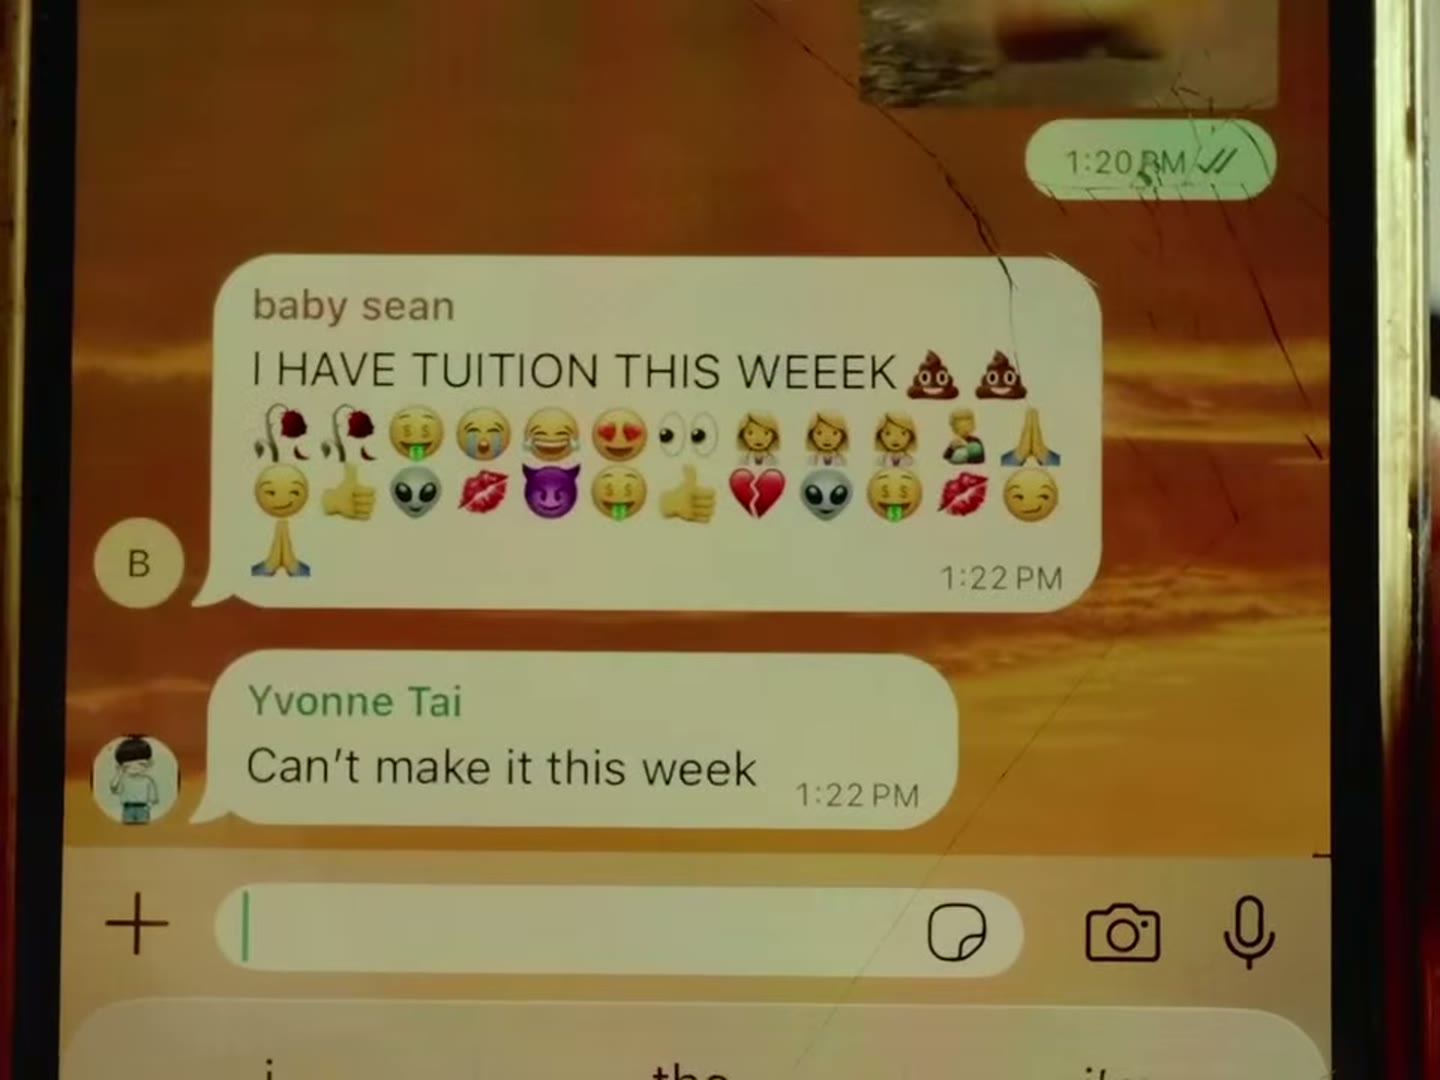 1:20 PM
baby sean
I HAVE TUITION THIS WEEEK 💩 💩
🥀 🥀 🤑 😭 😂 😍 👀 👩‍⚕️ 👩‍⚕️ 👩‍⚕️ 🧑‍🍼 🙏
😏 👍 👽 💋 😈 🤑 👍 💔 👽 🤑 💋 😏
🙏
1:22 PM
B
Yvonne Tai
Can't make it this week
1:22 PM
i the